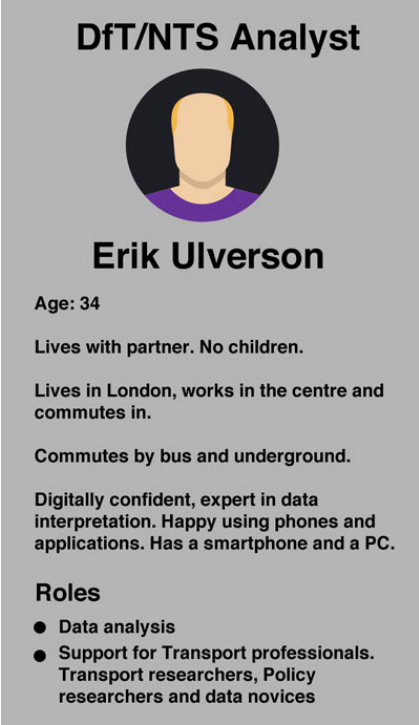 DfT/NTS Analyst
Erik Ulverson
Age: 34
Lives with partner. No children.
Lives in London, works in the centre and
commutes in.
Commutes by bus and underground.
Digitally confident, expert in data
interpretation. Happy using phones and
applications. Has a smartphone and a PC.
Roles
● Data analysis
● Support for Transport professionals.
Transport researchers, Policy
researchers and data novices